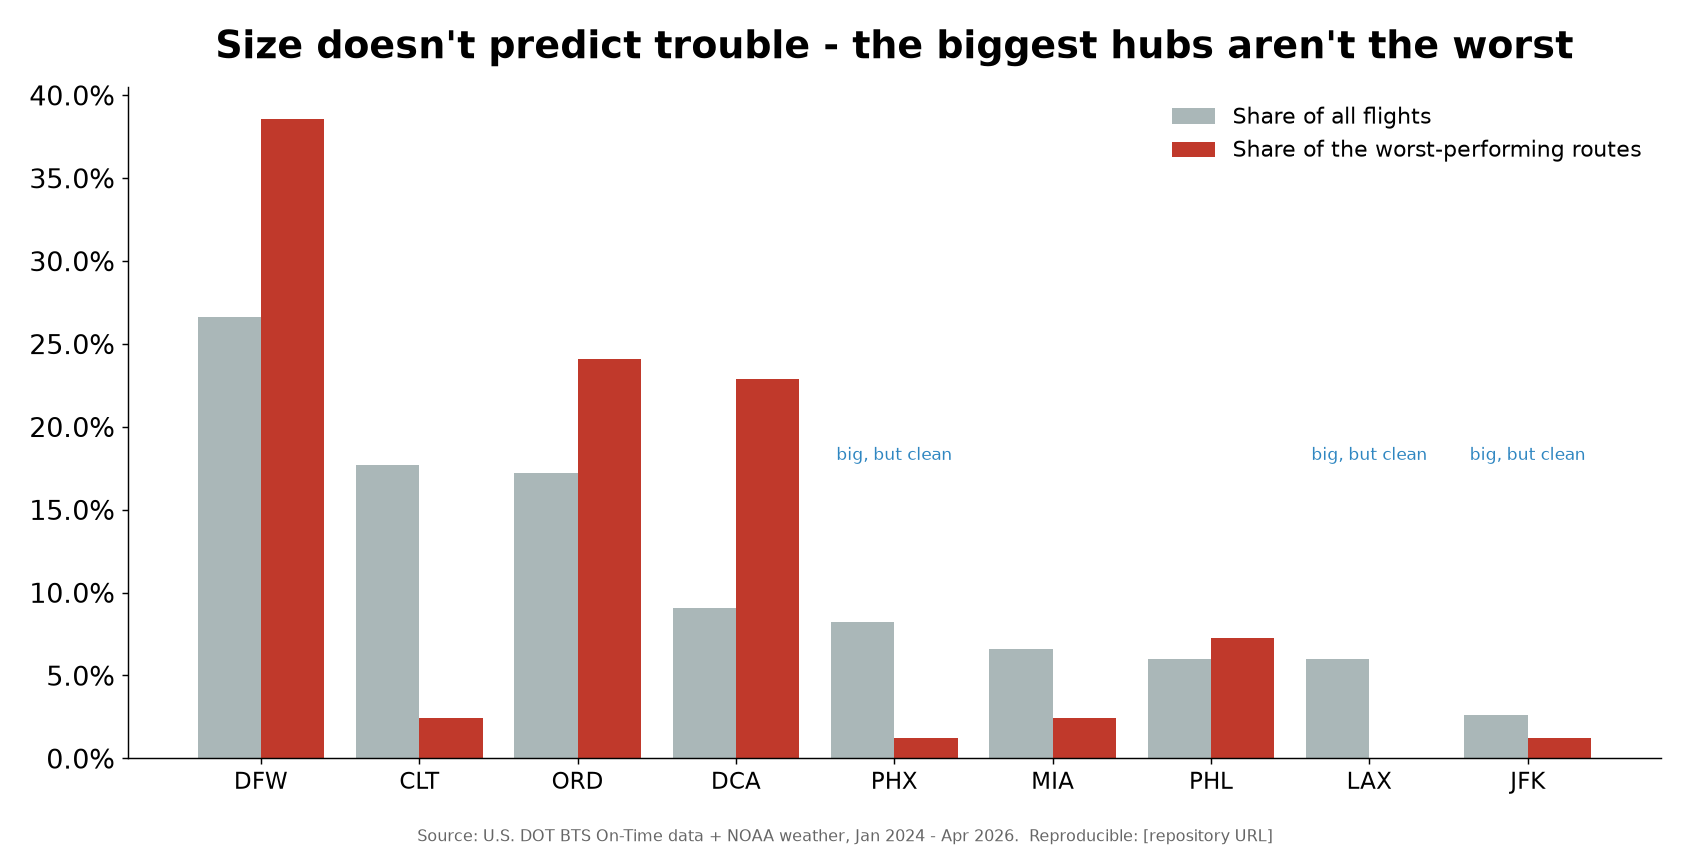 Size doesn't predict trouble - the biggest hubs aren't the worst
40.0%
35.0%
30.0%
25.0%
20.0%
15.0%
10.0%
5.0%
0.0%
Share of all flights
Share of the worst-performing routes
big, but clean
big, but clean
big, but clean
DFW
CLT
ORD
DCA
PHX
MIA
PHL
LAX
JFK
Source: U.S. DOT BTS On-Time data + NOAA weather, Jan 2024 - Apr 2026.  Reproducible: [repository URL]